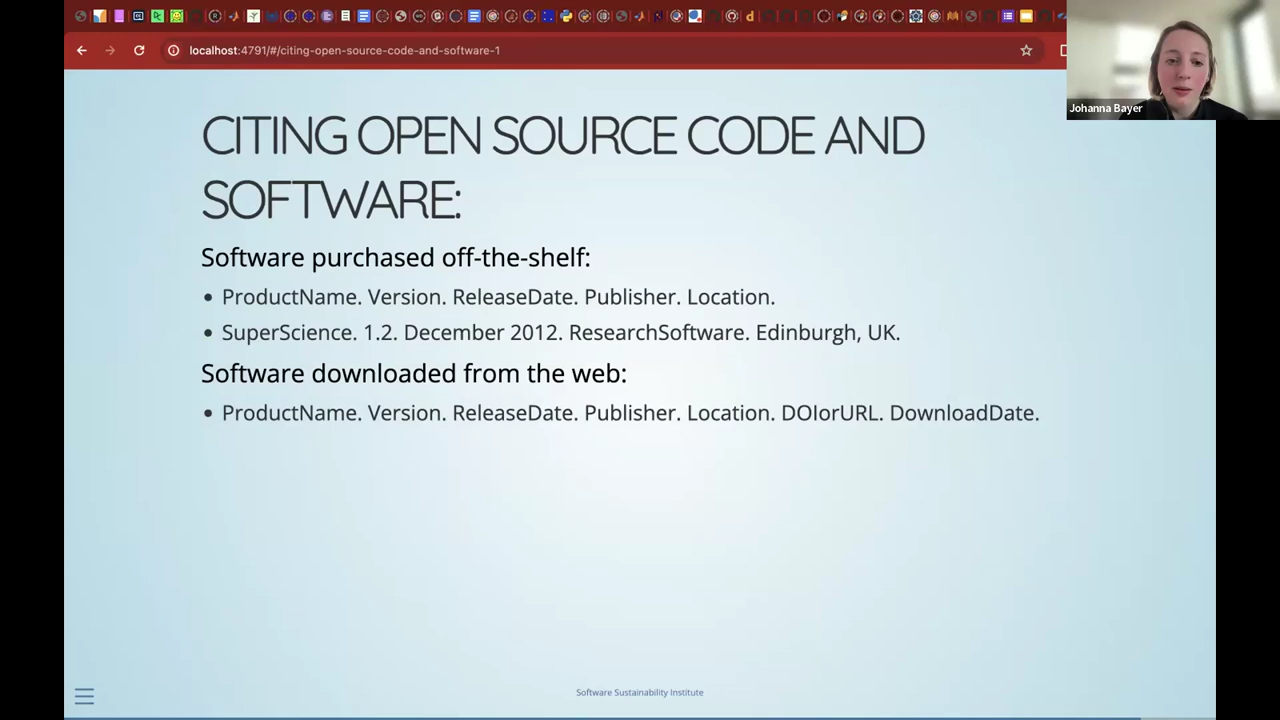 localhost:4791/#/citing-open-source-code-and-software-1
Johanna Bayer
CITING OPEN SOURCE CODE AND
SOFTWARE:
Software purchased off-the-shelf:
• ProductName. Version. ReleaseDate. Publisher. Location.
• SuperScience. 1.2. December 2012. ResearchSoftware. Edinburgh, UK.
Software downloaded from the web:
• ProductName. Version. ReleaseDate. Publisher. Location. DOIorURL. DownloadDate.
Software Sustainability Institute